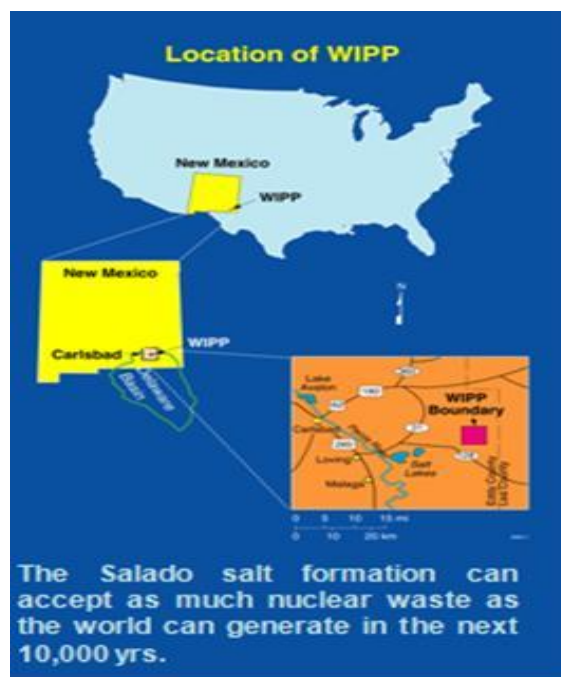 Location of WIPP
New Mexico
WIPP
New Mexico
WIPP
Carlsbad
Delaware
Basin
N
Lake
Avalon
WIPP
Boundary
Carlsbad
Loving
Salt
Lakes
Malaga
Eddy County
Lea County
0 5 10 15 mi
0 10 20 km
The Salado salt formation can
accept as much nuclear waste as
the world can generate in the next
10,000 yrs.